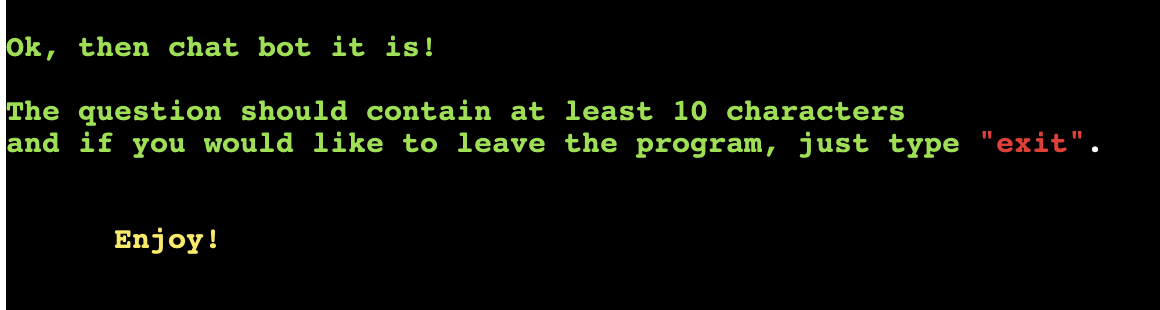 Ok, then chat bot it is!
The question should contain at least 10 characters
and if you would like to leave the program, just type "exit".
Enjoy!